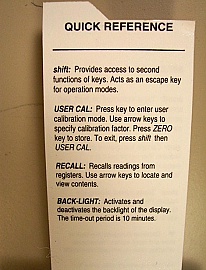 QUICK REFERENCE
shift: Provides access to second
functions of keys. Acts as an escape key
for operation modes.
USER CAL: Press key to enter user
calibration mode. Use arrow keys to
specify calibration factor. Press ZERO
key to store. To exit, press shift then
USER CAL.
RECALL: Recalls readings from
registers. Use arrow keys to locate and
view contents.
BACK-LIGHT: Activates and
deactivates the backlight of the display.
The time-out period is 10 minutes.